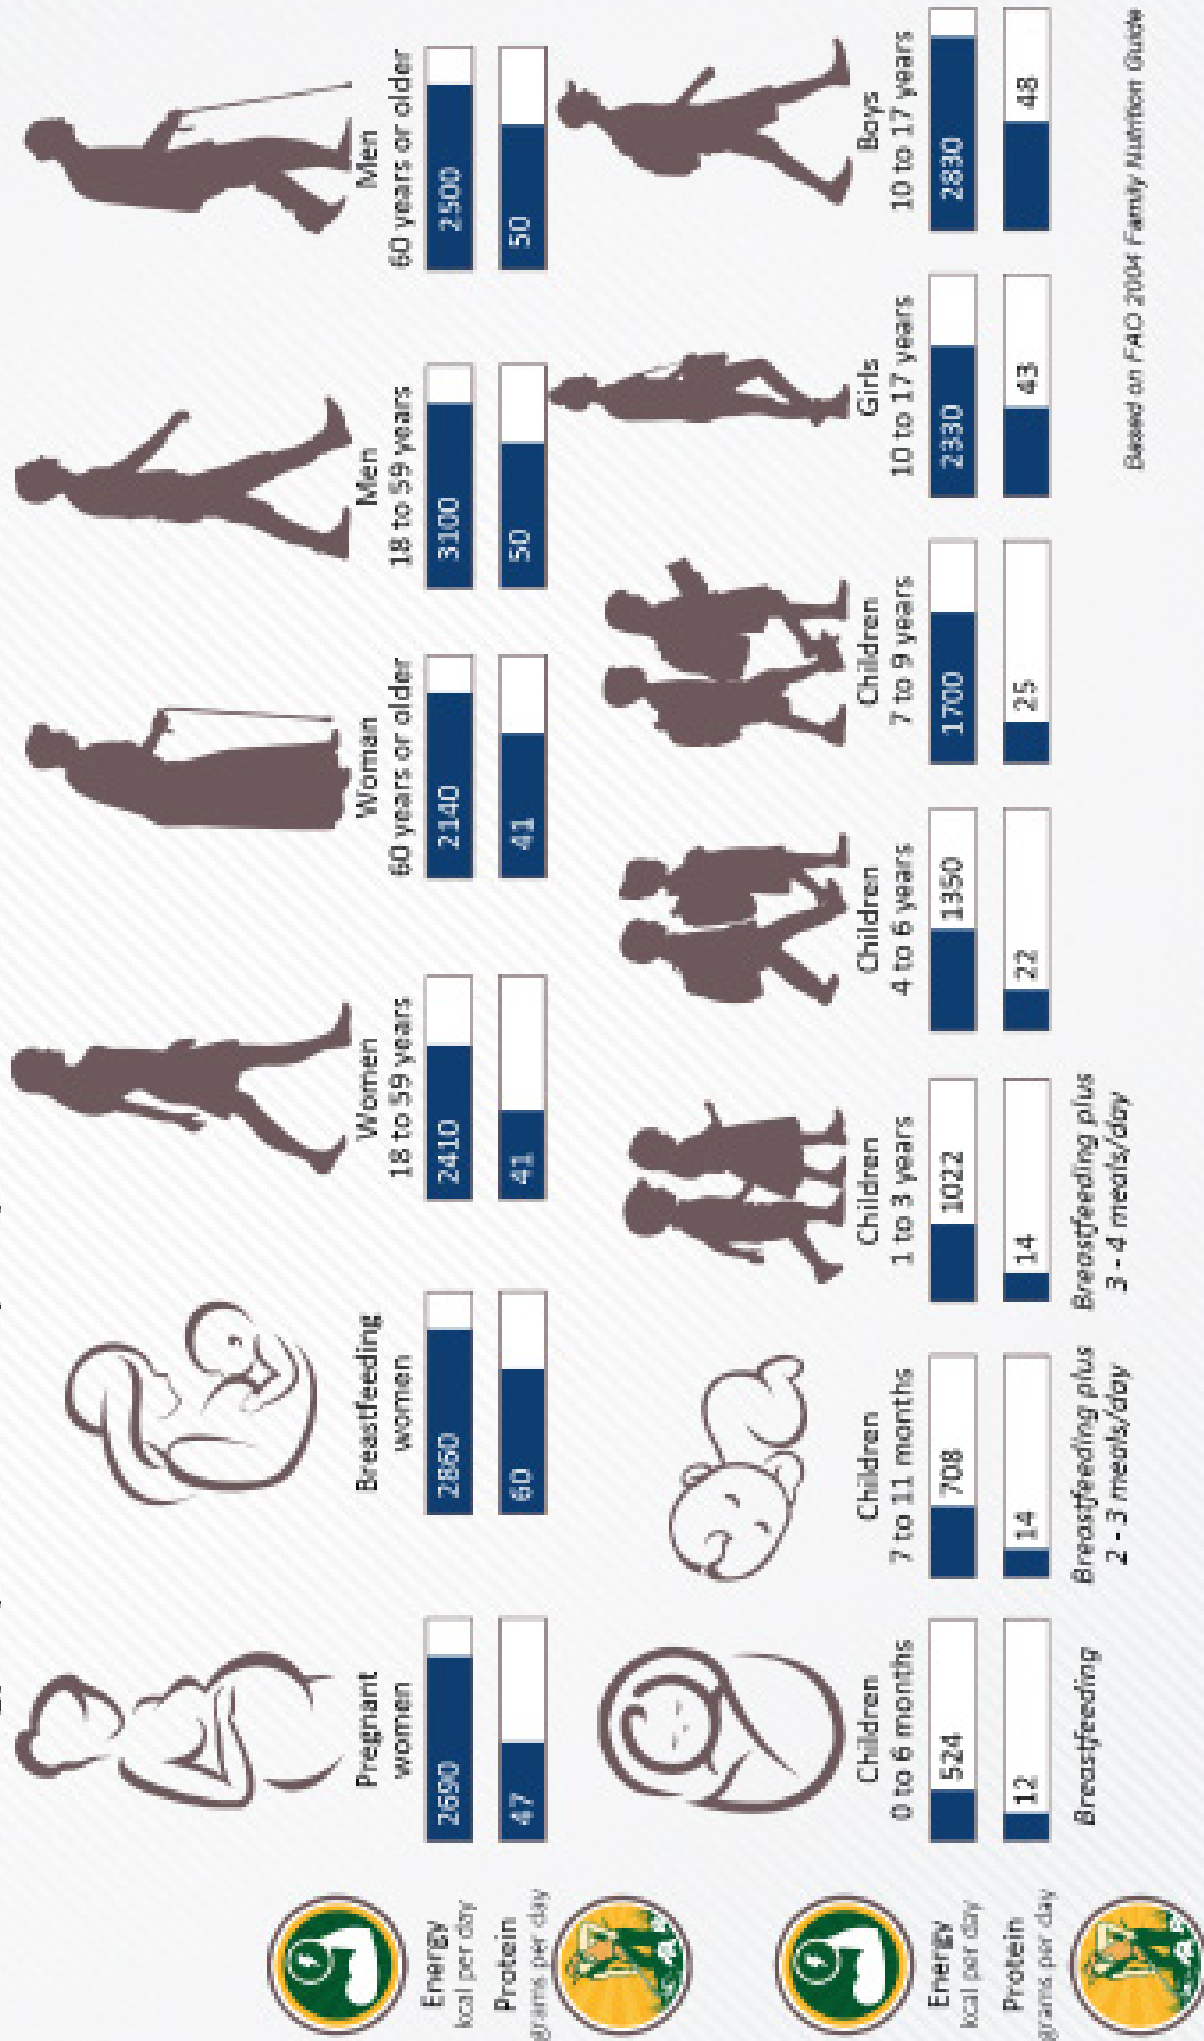 Pregnant
women
Breastfeeding
women
Women
18 to 59 years
Woman
60 years or older
Men
18 to 59 years
Men
60 years or older
Energy
kcal per day
2690
2860
2410
2140
3100
2500
Protein
grams per day
47
60
41
41
50
50
Children
0 to 6 months
Children
7 to 11 months
Children
1 to 3 years
Children
4 to 6 years
Children
7 to 9 years
Girls
10 to 17 years
Boys
10 to 17 years
Energy
kcal per day
524
708
1022
1350
1700
2330
2830
Protein
grams per day
12
14
14
22
25
43
48
Breastfeeding
Breastfeeding plus
2 - 3 meals/day
Breastfeeding plus
3 - 4 meals/day
Based on FAO 2004 Family Nutrition Guide